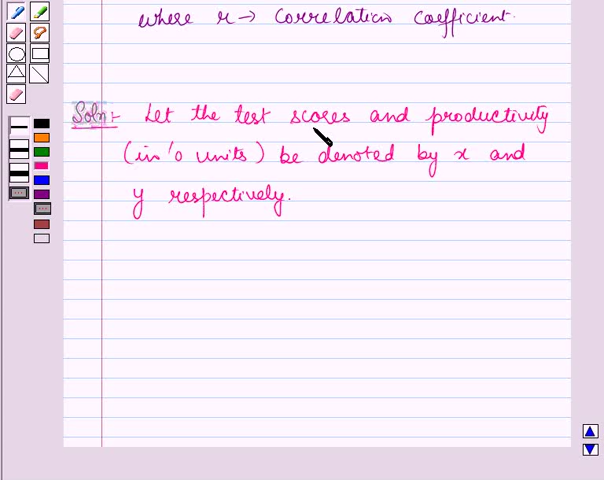 where r → Correlation Coefficient.
Soln:- Let the test scores and productivity
(in '0 units) be denoted by x and
y respectively.